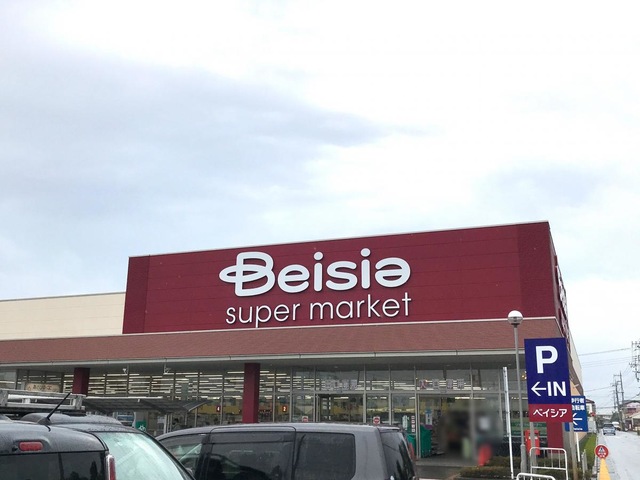 Beisia
super market
P
←IN
ベイシア